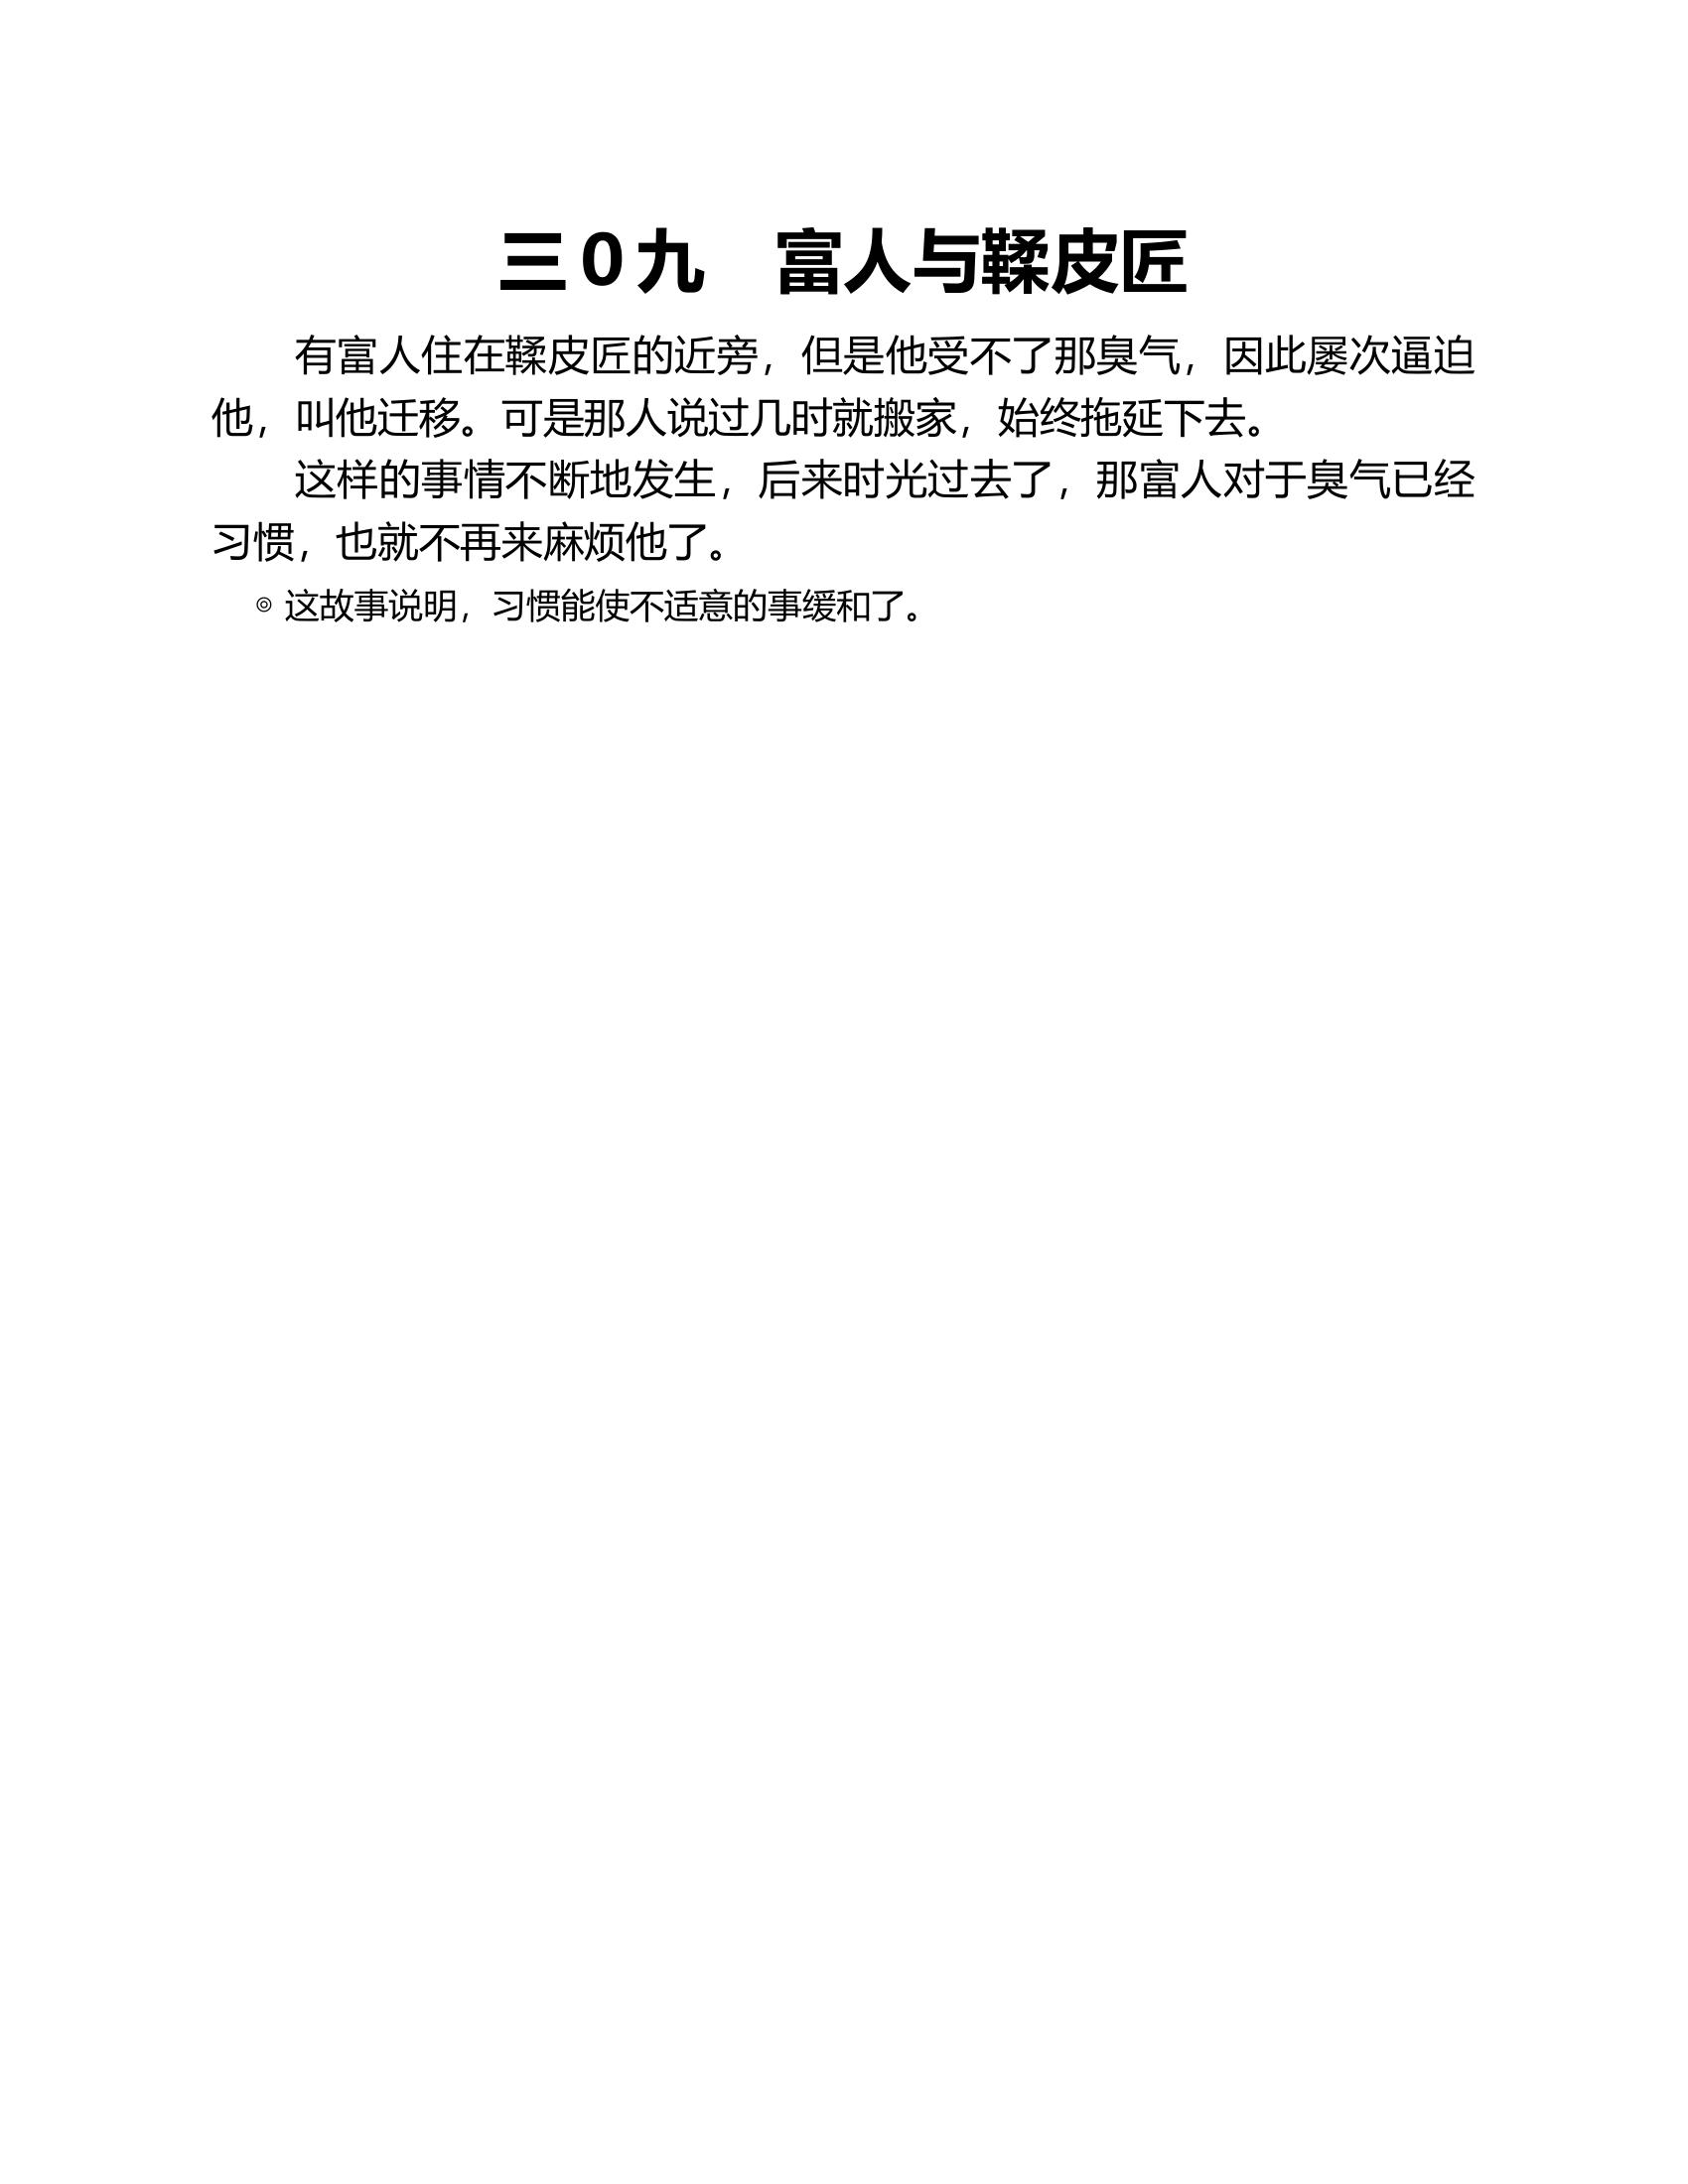 三0九　富人与鞣皮匠
有富人住在鞣皮匠的近旁，但是他受不了那臭气，因此屡次逼迫
他，叫他迁移。可是那人说过几时就搬家，始终拖延下去。
这样的事情不断地发生，后来时光过去了，那富人对于臭气已经
习惯，也就不再来麻烦他了。
◎ 这故事说明，习惯能使不适意的事缓和了。